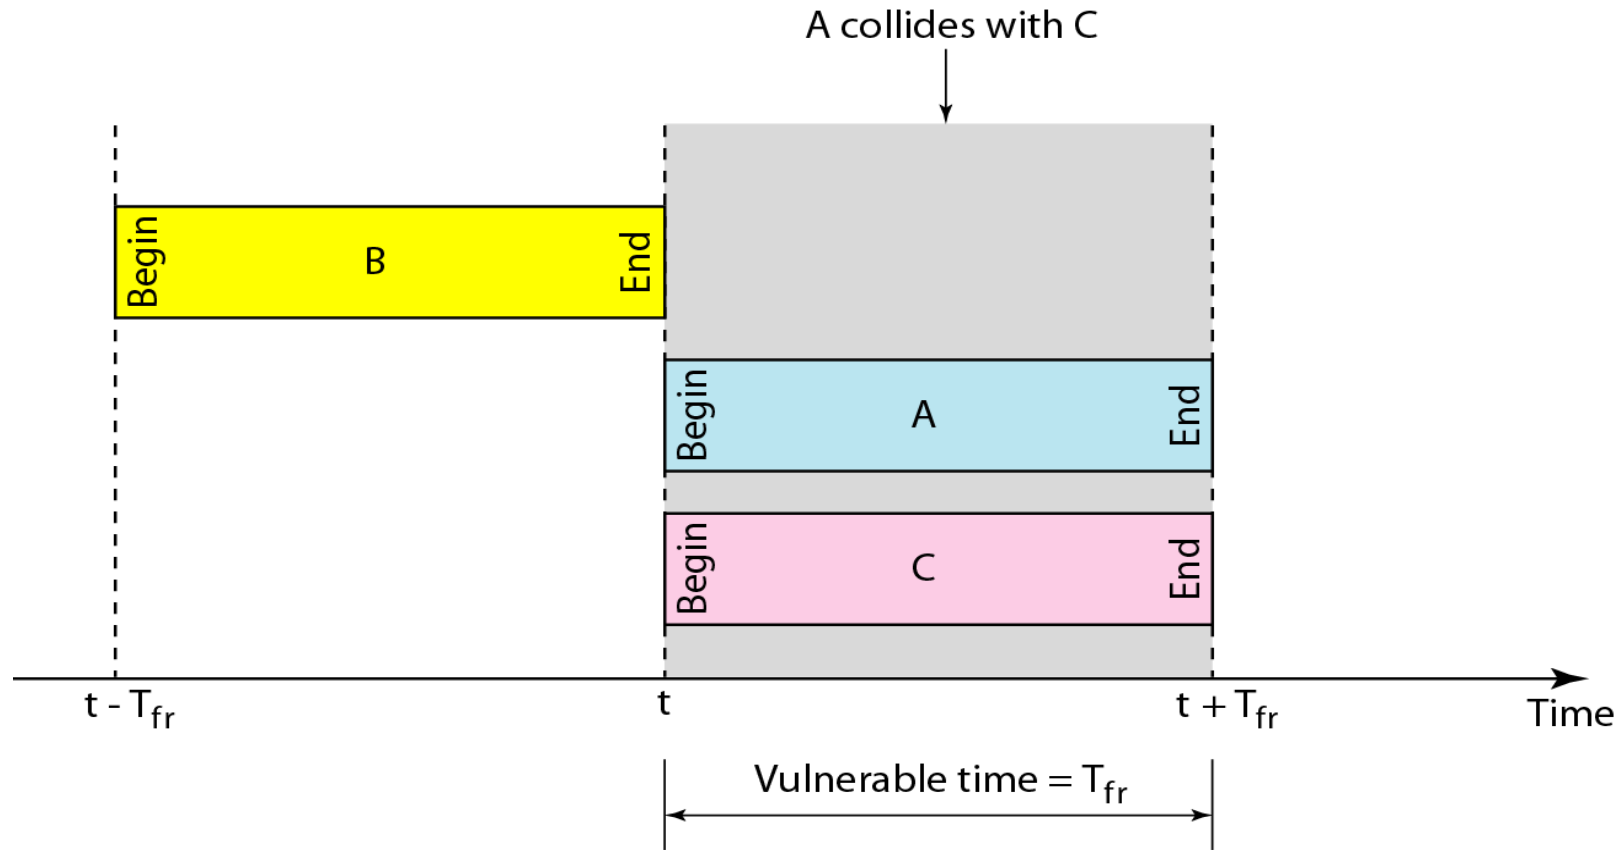 A collides with C
Begin
B
End
Begin
A
End
Begin
C
End
t - Tfr
t
t + Tfr
Time
Vulnerable time = Tfr